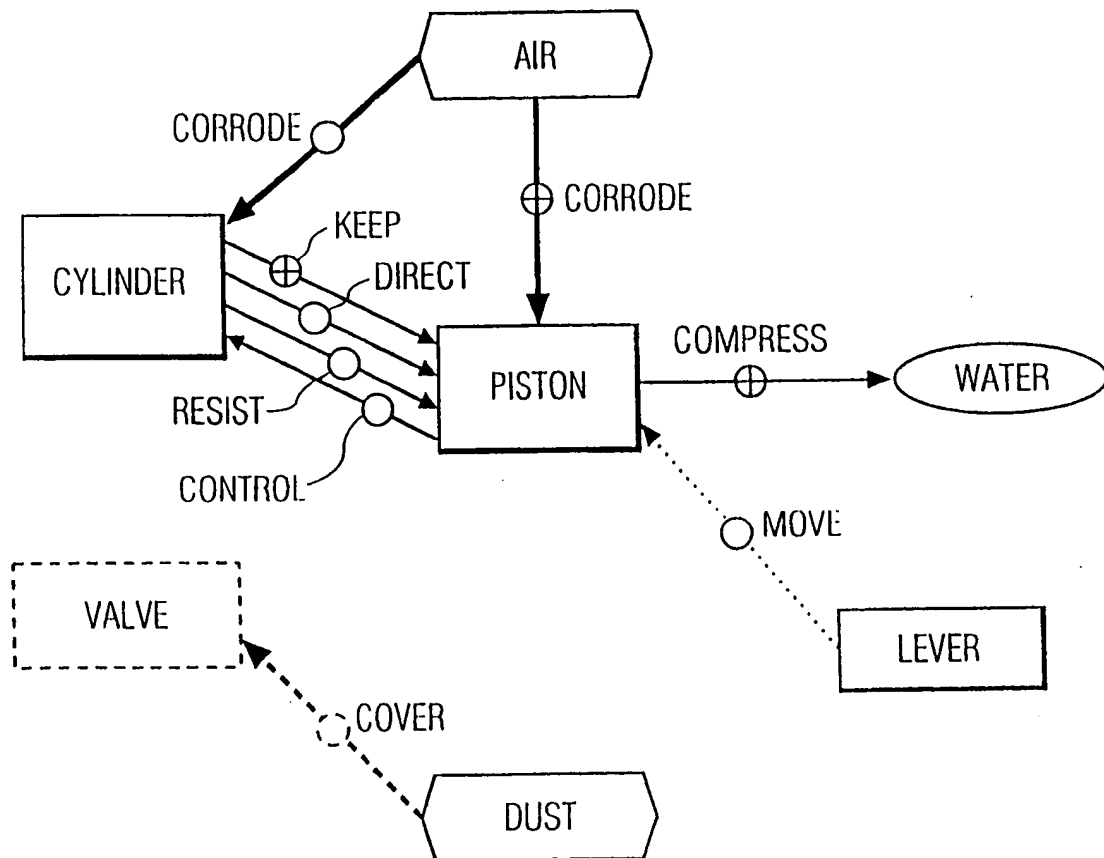 AIR
CORRODE
CORRODE
KEEP
CYLINDER
DIRECT
COMPRESS
PISTON
WATER
RESIST
CONTROL
MOVE
VALVE
LEVER
COVER
DUST